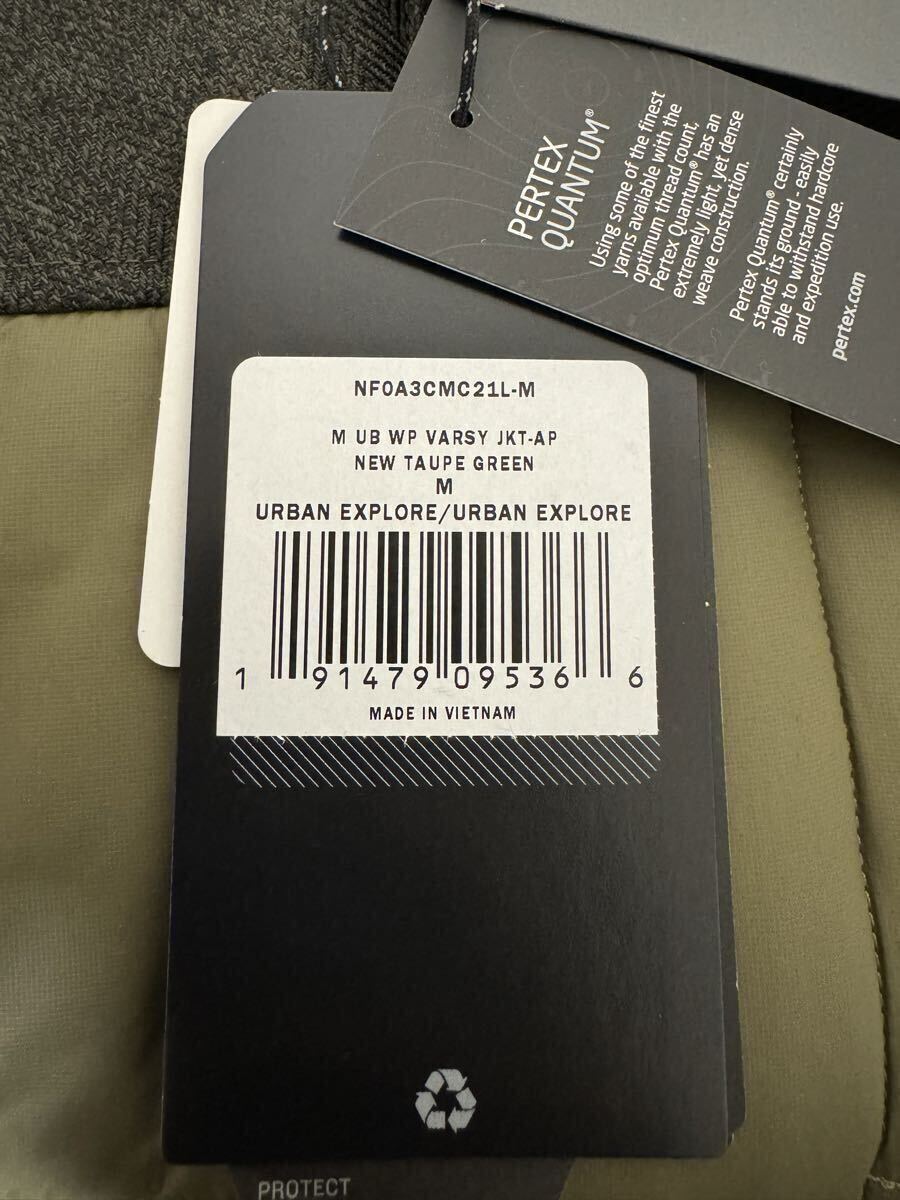 PERTEX
QUANTUM®
Using some of the finest
yarns available with the
optimum thread count,
Pertex Quantum® has an
extremely light, yet dense
weave construction.
Pertex Quantum® certainly
stands its ground - easily
able to withstand hardcore
and expedition use.
pertex.com
NF0A3CMC21L-M
M UB WP VARSY JKT-AP
NEW TAUPE GREEN
M
URBAN EXPLORE/URBAN EXPLORE
1 91479 09536 6
MADE IN VIETNAM
PROTECT